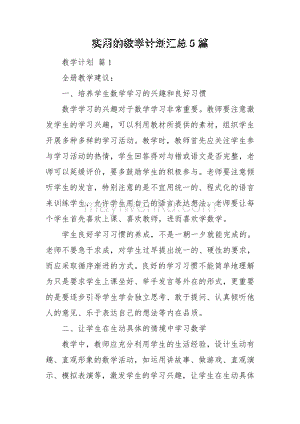 实用的教学计划汇总5篇
教学计划 篇1
全册教学建议：
一、培养学生数学学习的兴趣和良好习惯
数学学习的兴趣对于数学学习非常重要。教师要注意激
发学生的学习兴趣，可以利用教材所提供的素材，组织学生
开展多种多样的学习活动。教学时，教师首先应关注学生参
与学习活动的热情，学生回答得对与错或语文是否完整，老
师可以延缓评价，要多鼓励学生的积极参与。老师要注意倾
听学生的发言，特别注意的是不宜用统一的、程式化的语言
来训练学生，允许学生用自己的语言表达想法。让师要让每
个学生首先喜欢上课、喜欢教师，进而喜欢学数学。
学生良好学习习惯的养成，不是一朝一夕就能完成的。
老师不要急于求成，对学生过早提出统一的、硬性的要求，
而应采取循序渐进的方式。良好的学习习惯不能简单地理解
为只是要求学生上课坐好、举手发言等外在的形式，更重要
的是要逐步引导学生学会独立思考、敢于提问、认真倾听他
人的意见、乐于表达自己的想法等内在品质。
二、让学生在生动具体的情境中学习数学
教学中，教师应充分利用学生的生活经验，设计生动有
趣、直观形象的数学活动，如运用讲故事、做游戏、直观演
示、模拟表演等，激发学生的学习兴趣，让学生在生动具体